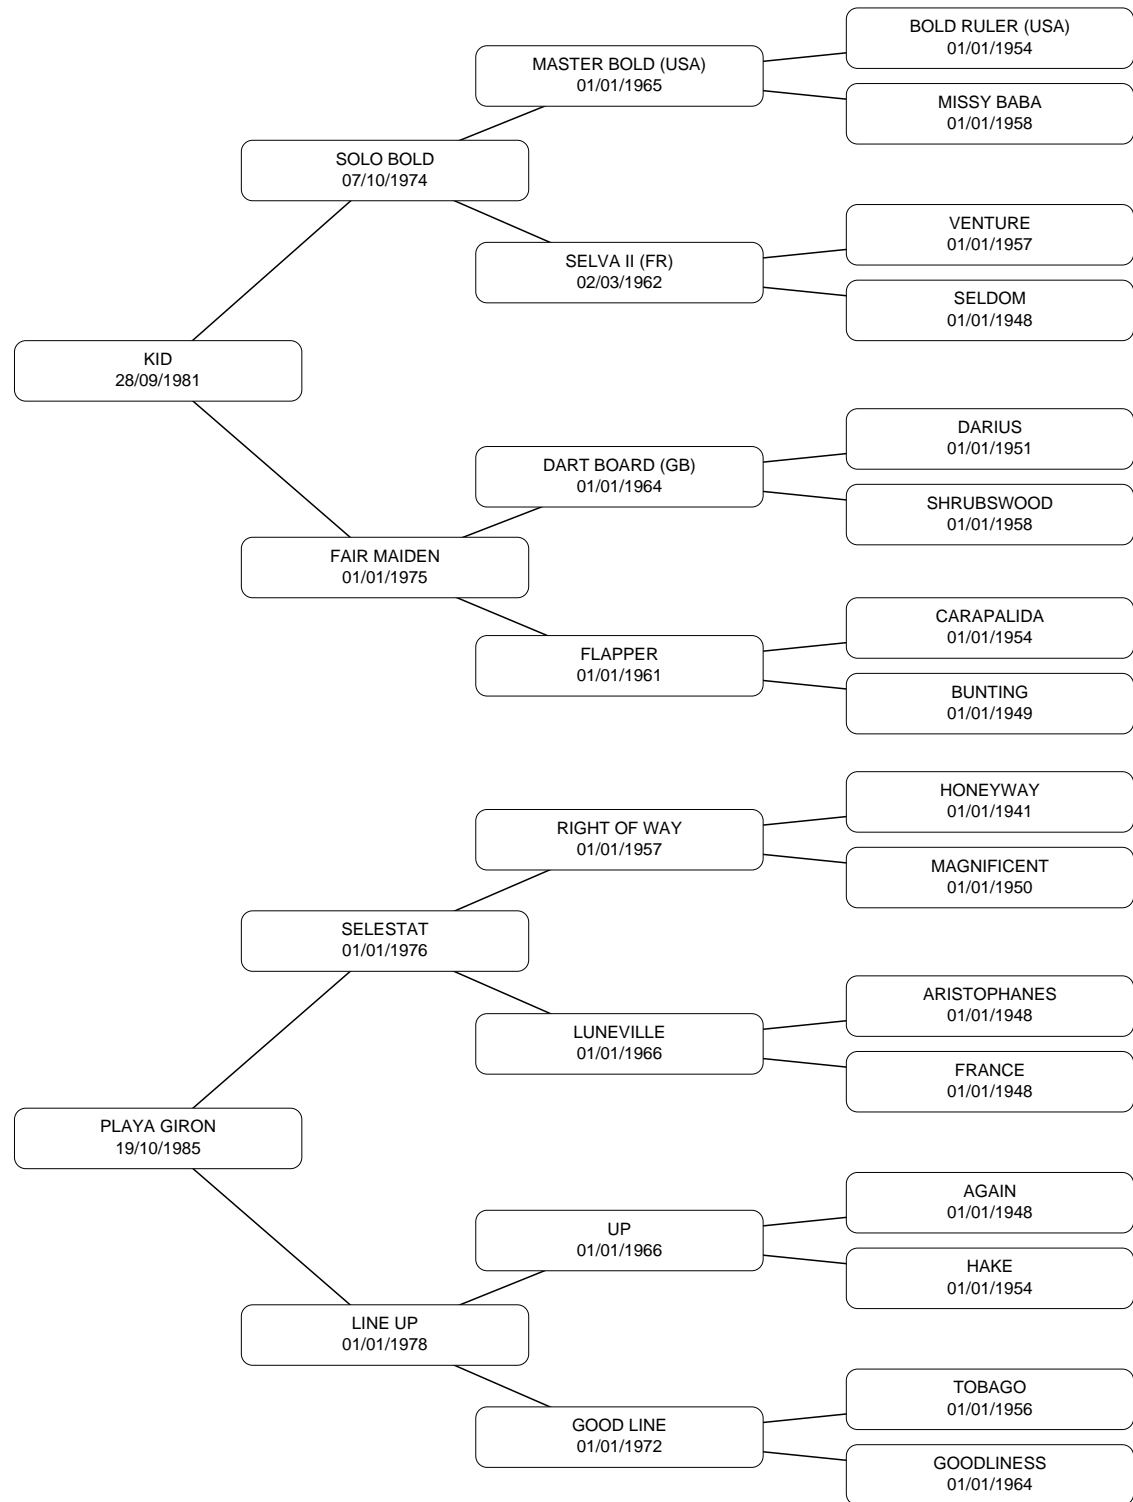 BOLD RULER (USA)
01/01/1954
MASTER BOLD (USA)
01/01/1965
MISSY BABA
01/01/1958
SOLO BOLD
07/10/1974
VENTURE
01/01/1957
SELVA II (FR)
02/03/1962
SELDOM
01/01/1948
KID
28/09/1981
DARIUS
01/01/1951
DART BOARD (GB)
01/01/1964
SHRUBSWOOD
01/01/1958
FAIR MAIDEN
01/01/1975
CARAPALIDA
01/01/1954
FLAPPER
01/01/1961
BUNTING
01/01/1949
HONEYWAY
01/01/1941
RIGHT OF WAY
01/01/1957
MAGNIFICENT
01/01/1950
SELESTAT
01/01/1976
ARISTOPHANES
01/01/1948
LUNEVILLE
01/01/1966
FRANCE
01/01/1948
PLAYA GIRON
19/10/1985
AGAIN
01/01/1948
UP
01/01/1966
HAKE
01/01/1954
LINE UP
01/01/1978
TOBAGO
01/01/1956
GOOD LINE
01/01/1972
GOODLINESS
01/01/1964